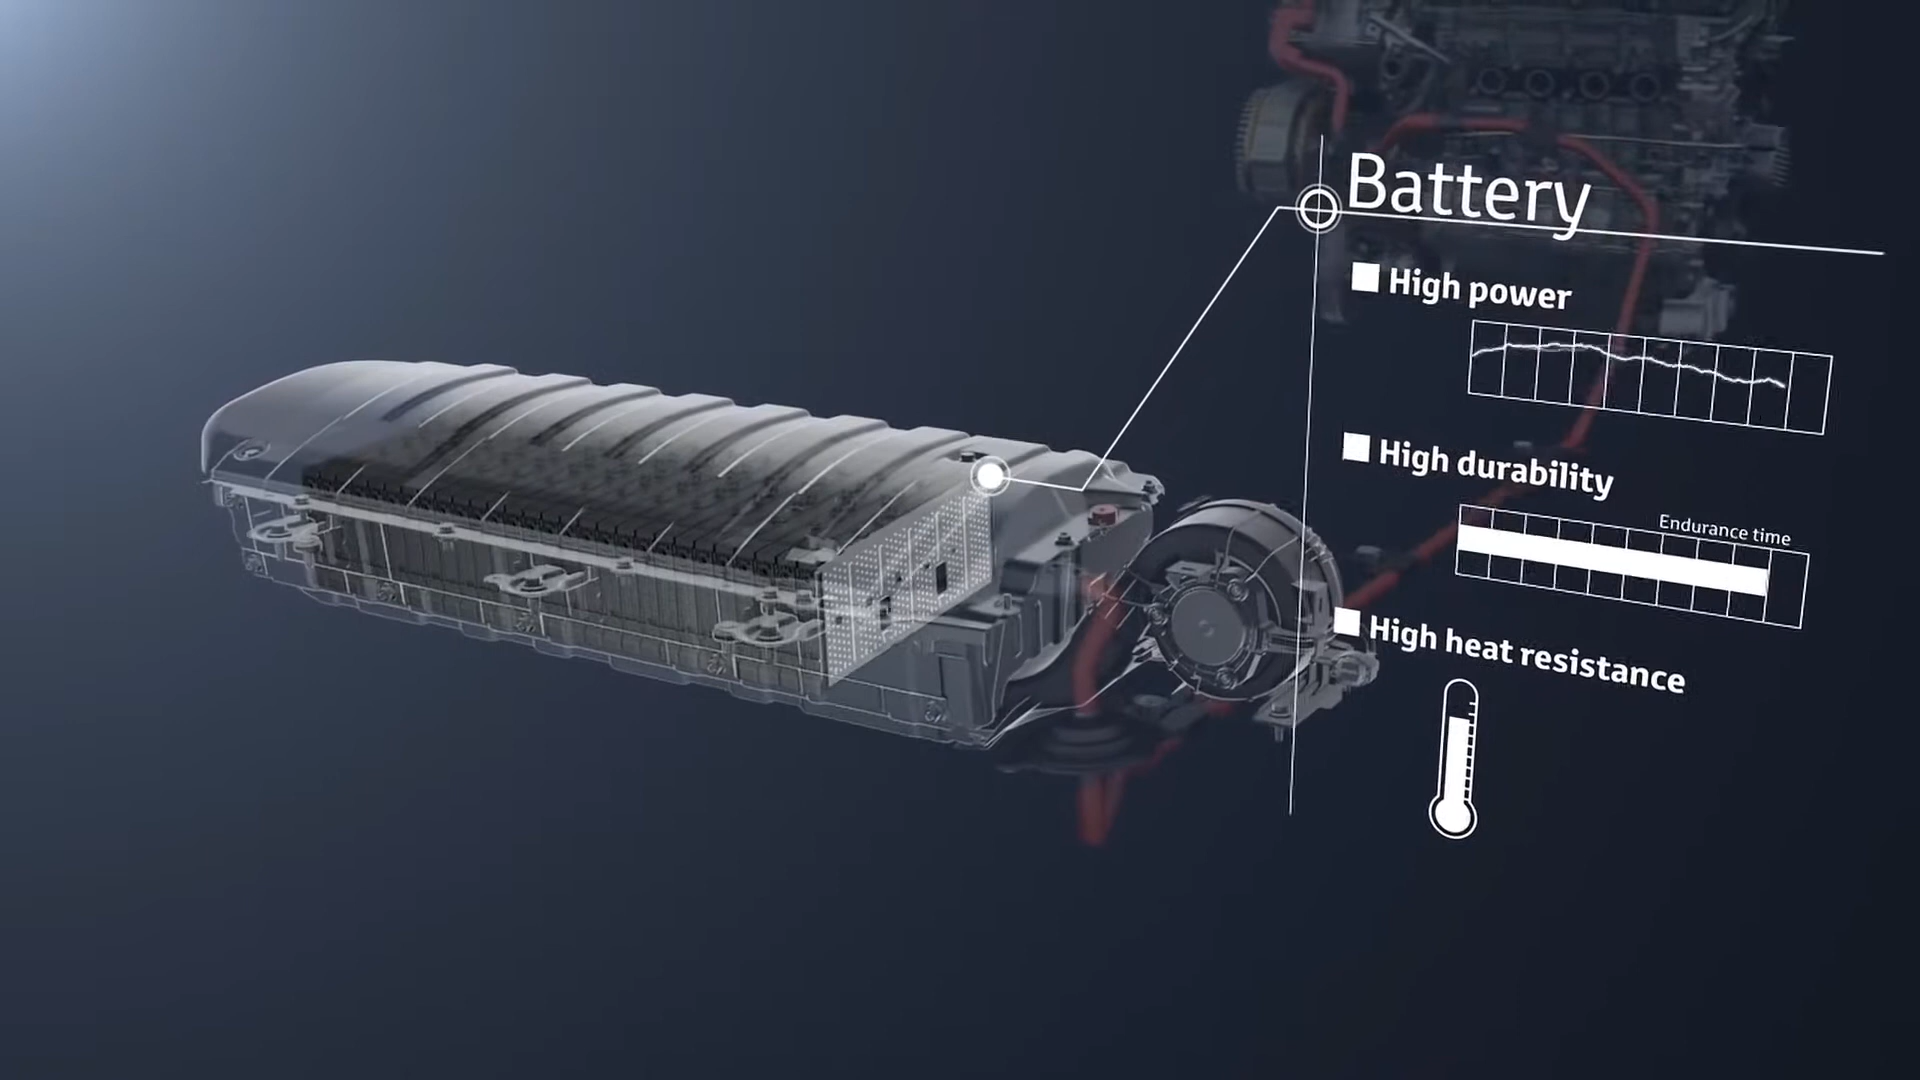 Battery
High power
High durability
Endurance time
High heat resistance